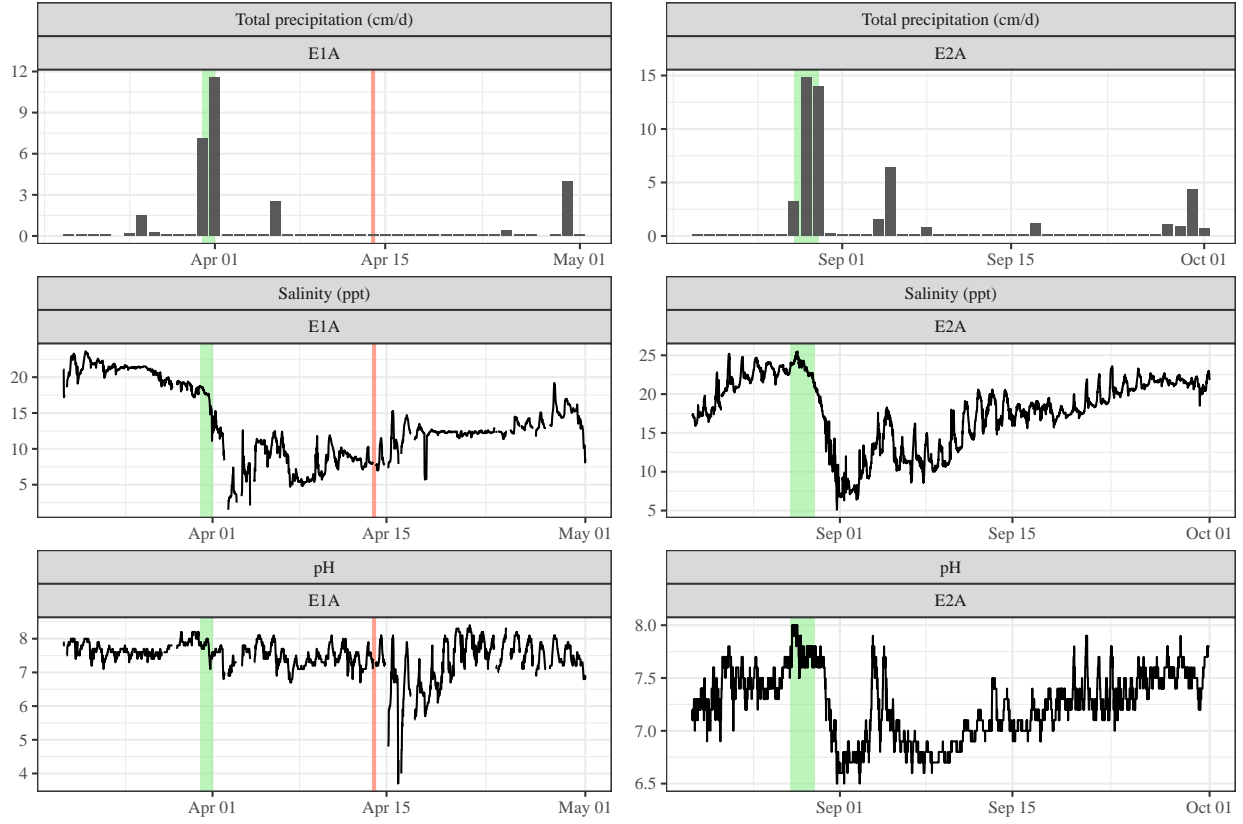 Total precipitation (cm/d)
E1A
12
9
6
3
0
Apr 01
Apr 15
May 01
Total precipitation (cm/d)
E2A
15
10
5
0
Sep 01
Sep 15
Oct 01
Salinity (ppt)
E1A
20
15
10
5
Apr 01
Apr 15
May 01
Salinity (ppt)
E2A
25
20
15
10
5
Sep 01
Sep 15
Oct 01
pH
E1A
8
7
6
5
4
Apr 01
Apr 15
May 01
pH
E2A
8.0
7.5
7.0
6.5
Sep 01
Sep 15
Oct 01